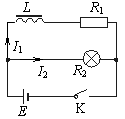 L R₁
I₁
I₂ R₂
E K